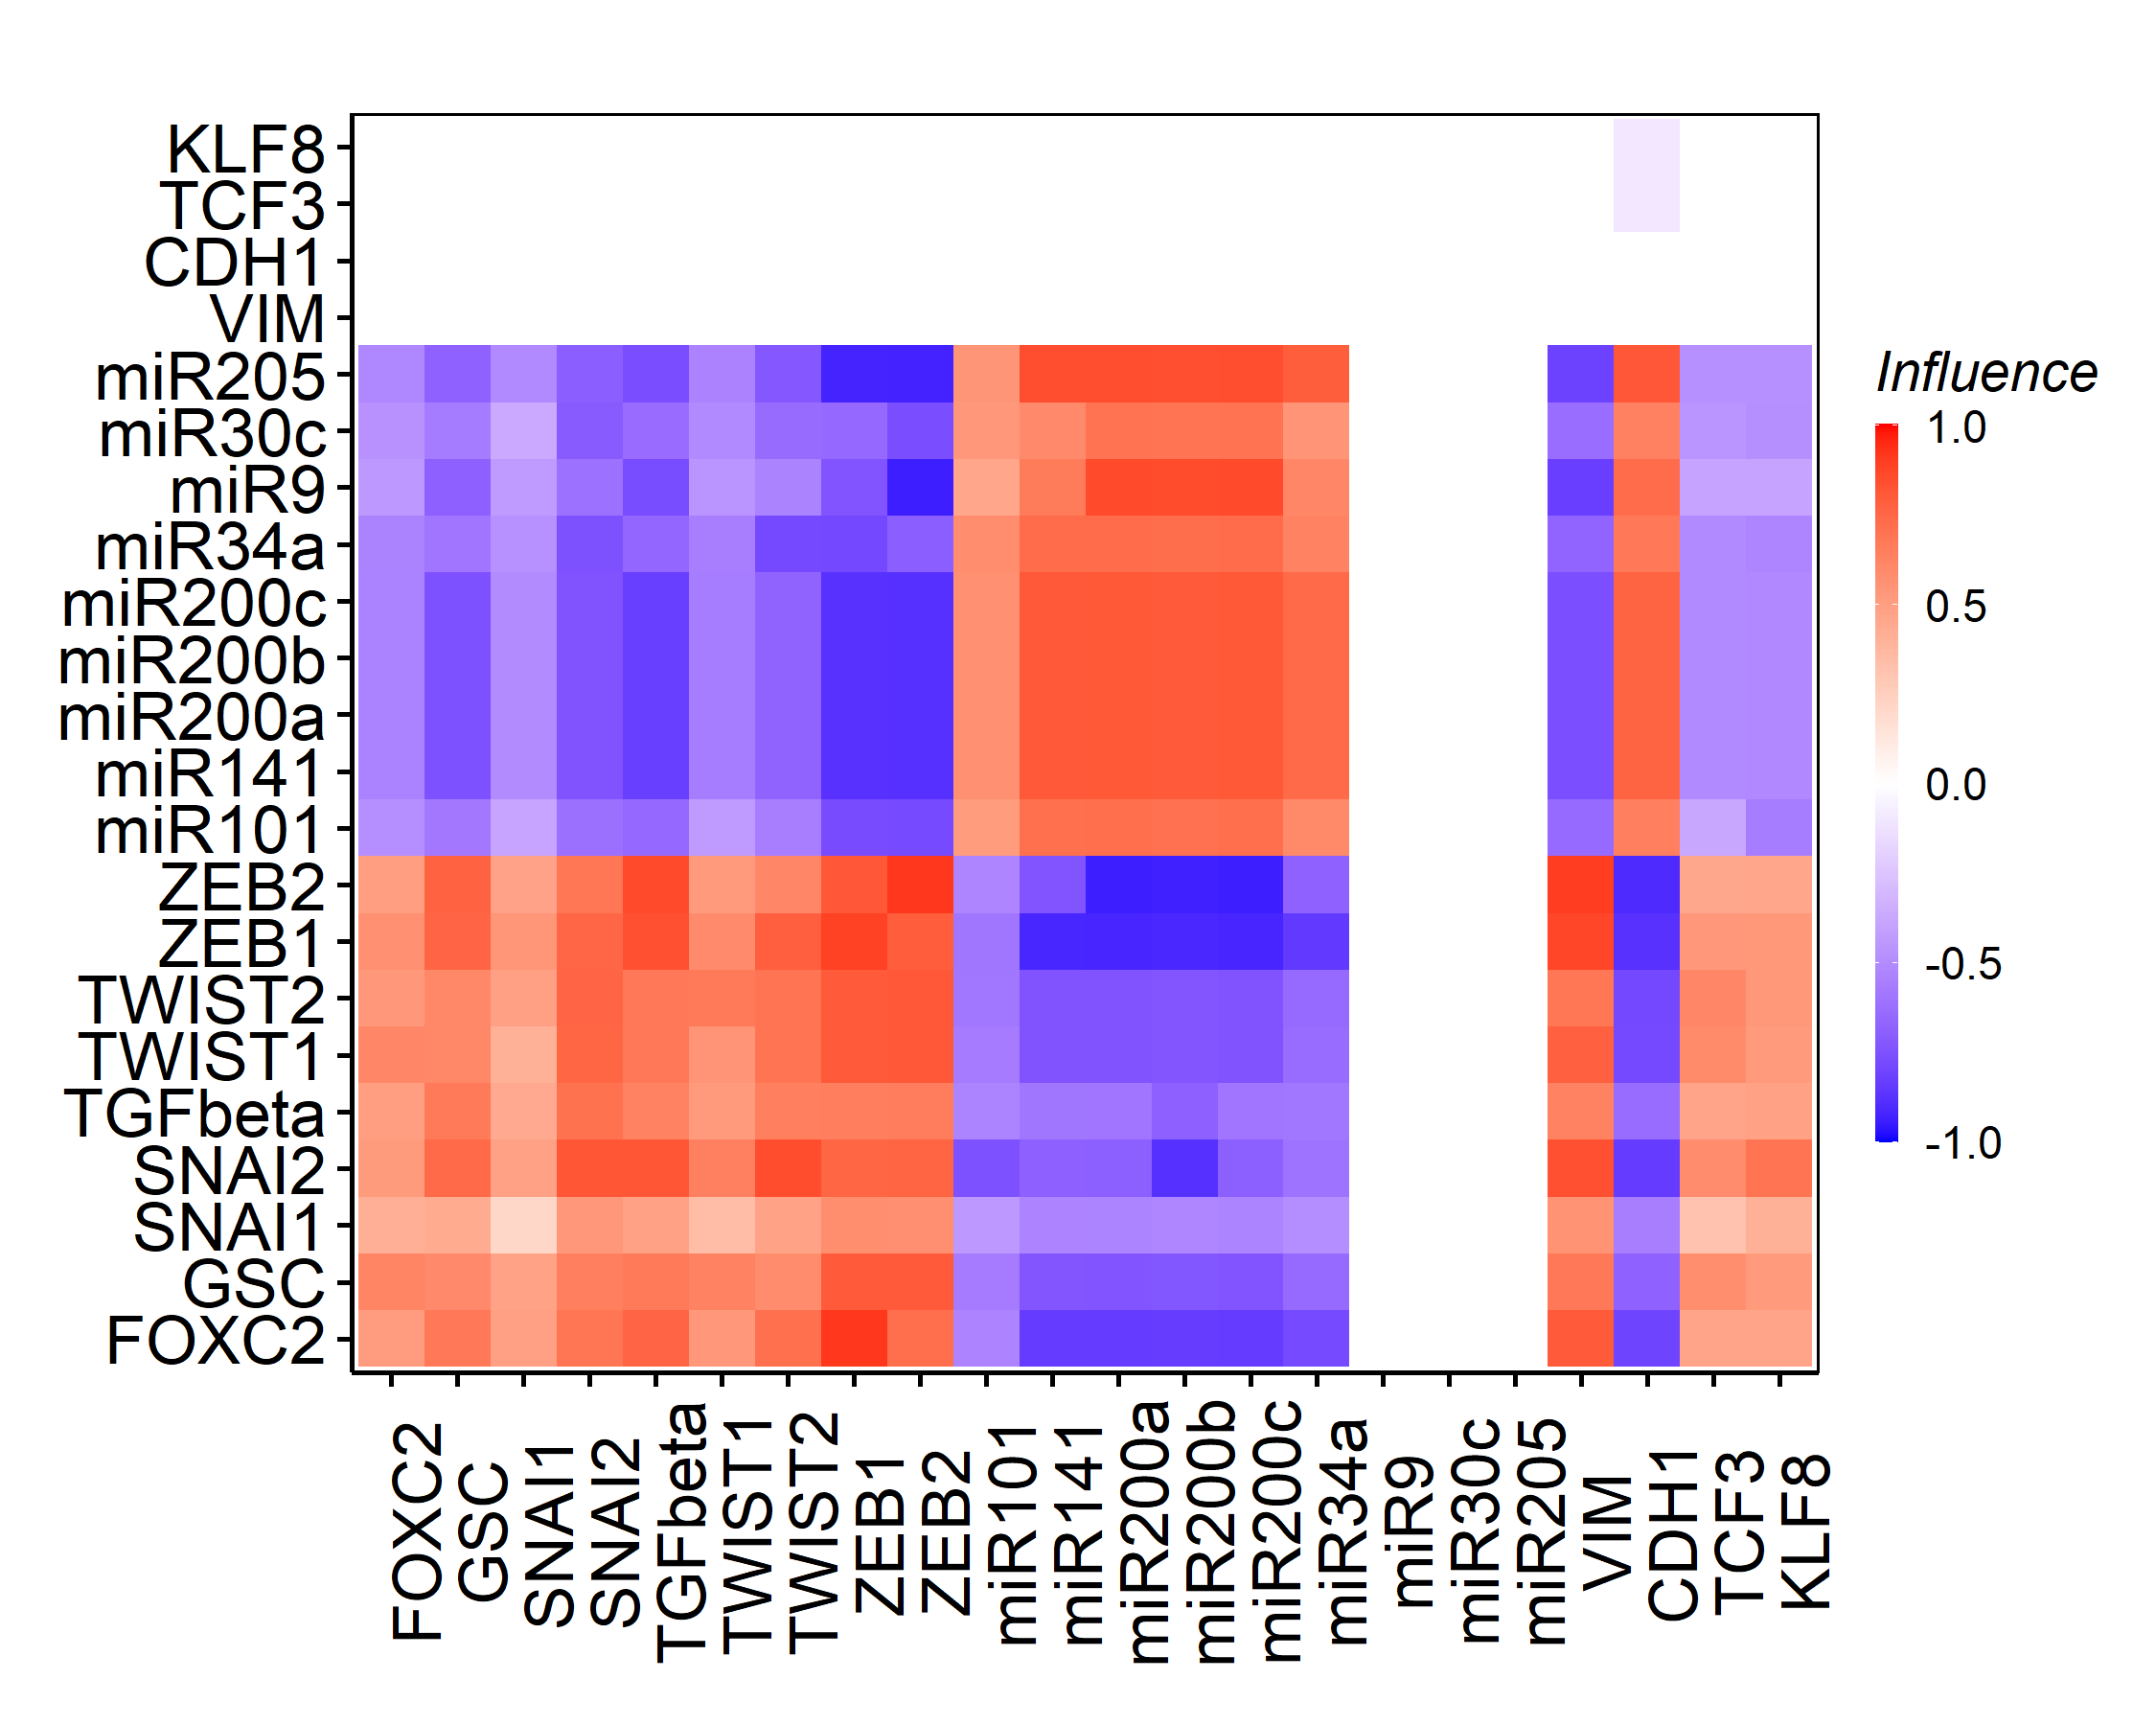 KLF8
TCF3
CDH1
VIM
miR205
miR30c
miR9
miR34a
miR200c
miR200b
miR200a
miR141
miR101
ZEB2
ZEB1
TWIST2
TWIST1
TGFbeta
SNAI2
SNAI1
GSC
FOXC2
FOXC2
GSC
SNAI1
SNAI2
TGFbeta
TWIST1
TWIST2
ZEB1
ZEB2
miR101
miR141
miR200a
miR200b
miR200c
miR34a
miR9
miR30c
miR205
VIM
CDH1
TCF3
KLF8
Influence
1.0
0.5
0.0
-0.5
-1.0